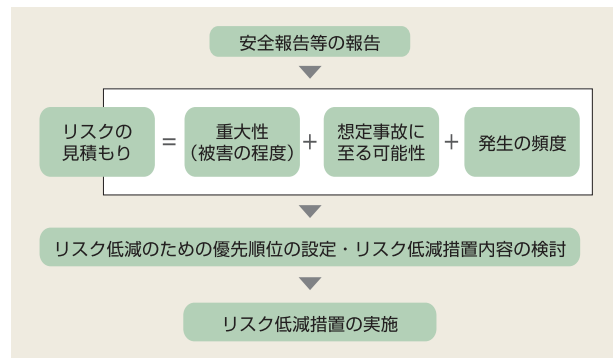 安全報告等の報告
リスクの
見積もり
=
重大性
(被害の程度)
+
想定事故に
至る可能性
+
発生の頻度
リスク低減のための優先順位の設定・リスク低減措置内容の検討
リスク低減措置の実施